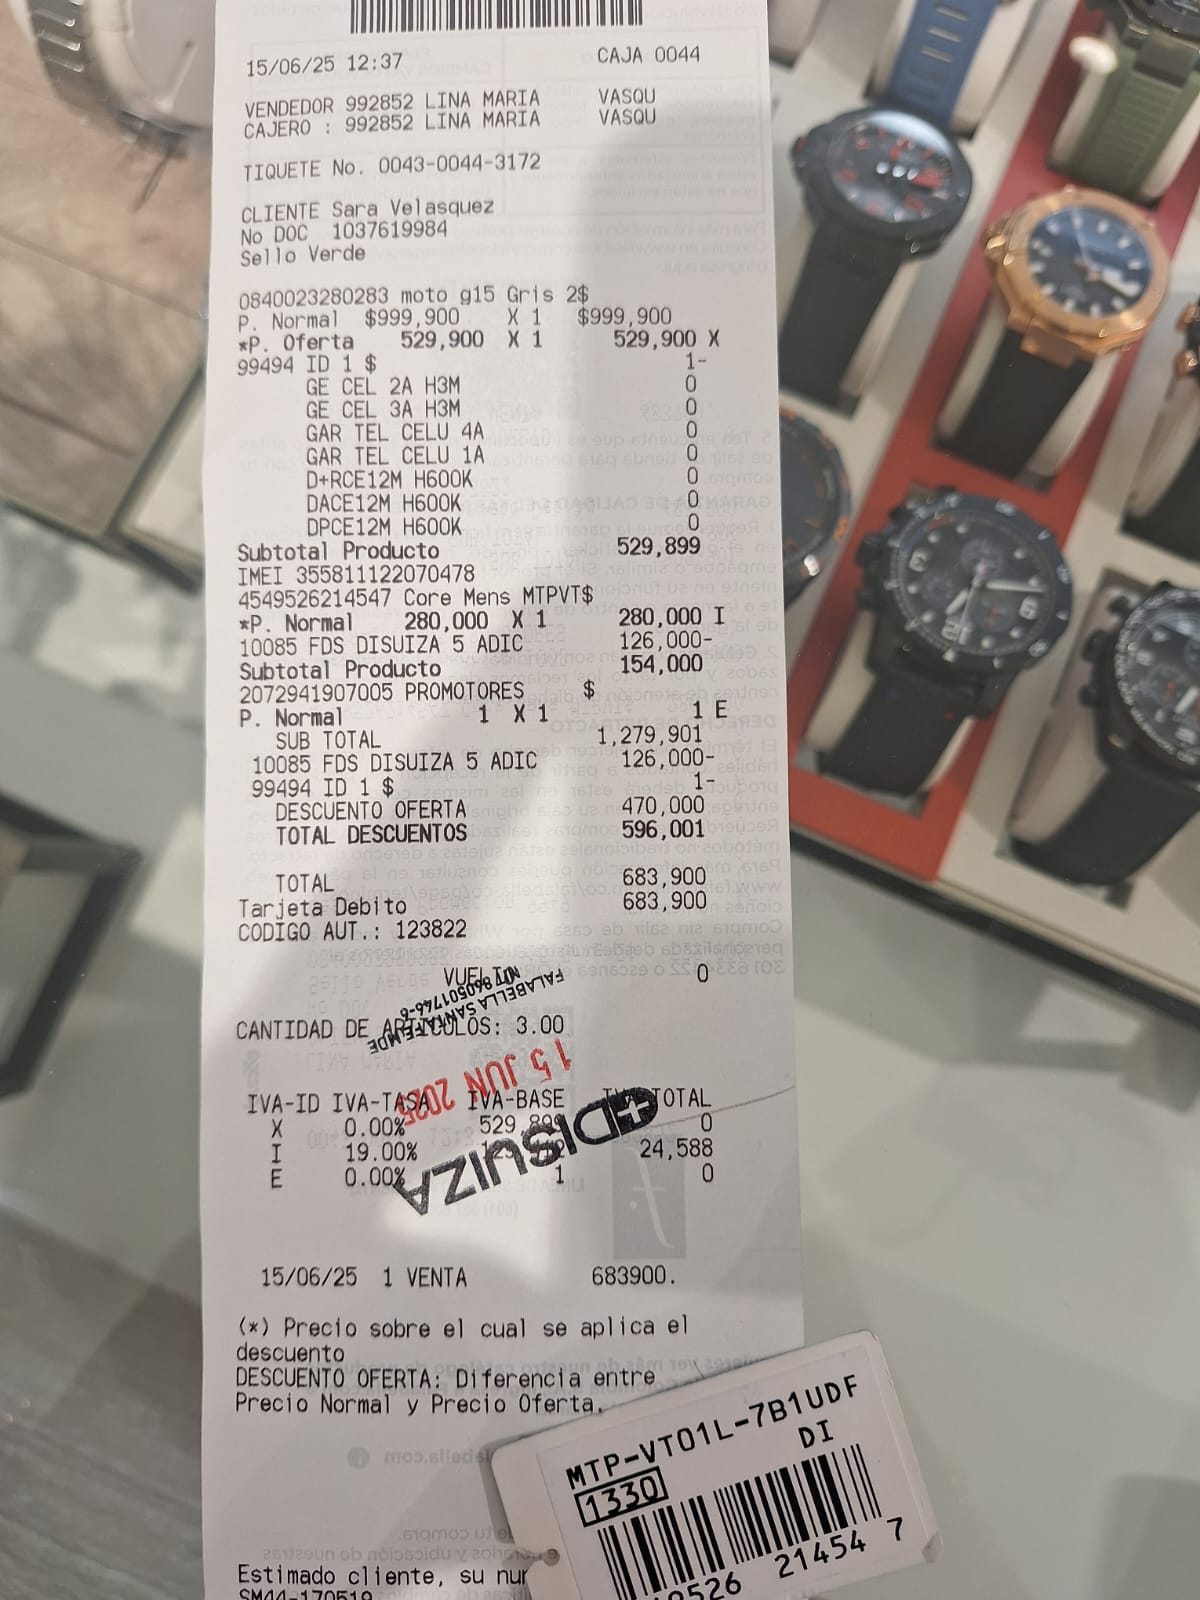 15/06/25 12:37 CAJA 0044
VENDEDOR 992852 LINA MARIA VASQU
CAJERO : 992852 LINA MARIA VASQU
TIQUETE No. 0043-0044-3172
CLIENTE Sara Velasquez
No DOC 1037619984
Sello Verde
0840023280283 moto g15 Gris 2$
P. Normal $999,900 X 1 $999,900
*P. Oferta 529,900 X 1 529,900 X
99494 ID 1 $ 1-
GE CEL 2A H3M 0
GE CEL 3A H3M 0
GAR TEL CELU 4A 0
GAR TEL CELU 1A 0
D+RCE12M H600K 0
DACE12M H600K 0
DPCE12M H600K 0
Subtotal Producto 529,899
IMEI 355811122070478
4549526214547 Core Mens MTPVT$
*P. Normal 280,000 X 1 280,000 I
10085 FDS DISUIZA 5 ADIC 126,000-
Subtotal Producto 154,000
2072941907005 PROMOTORES $
P. Normal 1 X 1 1 E
SUB TOTAL 1,279,901
10085 FDS DISUIZA 5 ADIC 126,000-
99494 ID 1 $ 1-
DESCUENTO OFERTA 470,000
TOTAL DESCUENTOS 596,001
TOTAL 683,900
Tarjeta Debito 683,900
CODIGO AUT.: 123822
VUELTO 0
NIT 860501746-6
FALABELLA SANTAFE MDE
CANTIDAD DE ARTICULOS: 3.00
15 JUN 2025
IVA-ID IVA-TASA IVA-BASE TOTAL
X 0.00% 529,899 0
I 19.00% 24,588
E 0.00% 1 0
DISUIZA
15/06/25 1 VENTA 683900.
(*) Precio sobre el cual se aplica el
descuento
DESCUENTO OFERTA: Diferencia entre
Precio Normal y Precio Oferta.
Estimado cliente, su
SM44-170519
MTP-VT01L-7B1UDF
DI
1330
21454 7